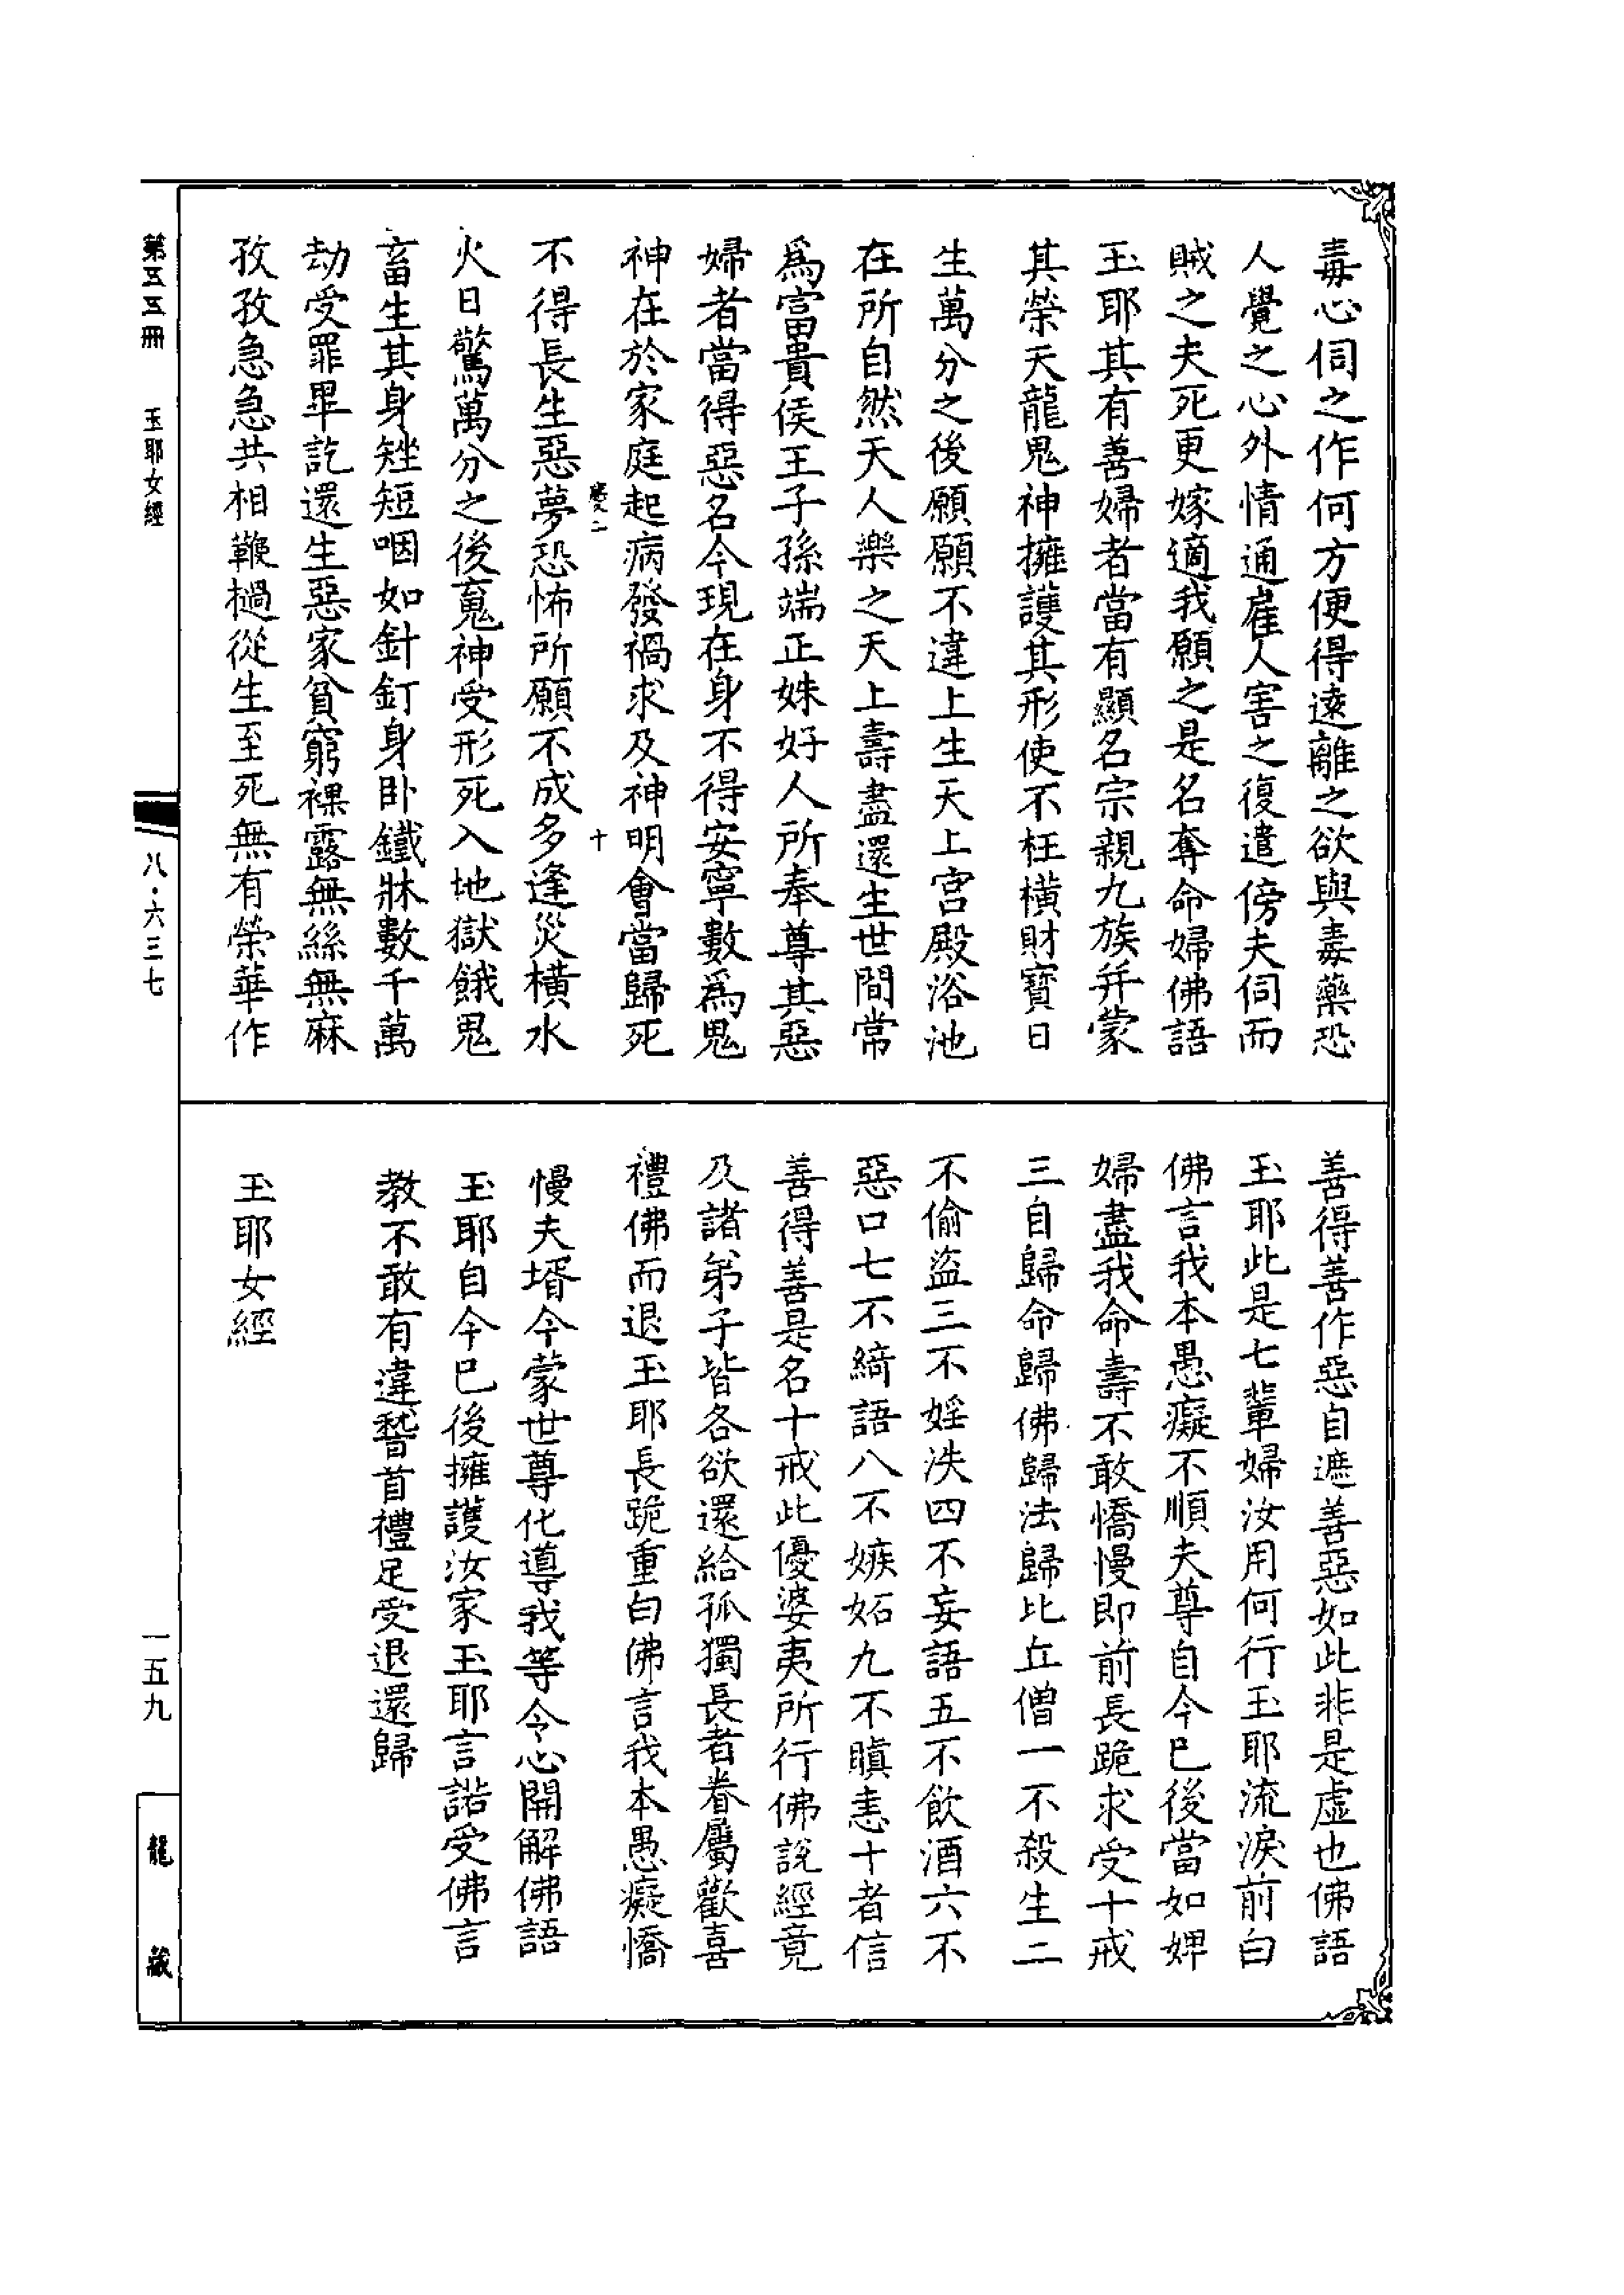 毒心伺之作何方便得遠離之欲與毒藥恐
人覺之心外情通雇人害之復遣傍夫伺而
賊之夫死更嫁適我願之是名奪命婦佛語
玉耶其有善婦者當有顯名宗親九族并蒙
其榮天龍鬼神擁護其形使不枉橫財寶日
生萬分之後願願不違上生天上宮殿浴池
在所自然天人樂之天上壽盡還生世間常
為富貴侯王子孫端正姝好人所奉尊其惡
婦者當得惡名今現在身不得安寧數為鬼
神在於家庭起病發禍求及神明會當歸死
不得長生惡夢恐怖所願不成多逢災橫水
火日驚萬分之後䰟神受形死入地獄餓鬼
畜生其身矬短咽如針釘身卧鐵牀數千萬
劫受罪畢訖還生惡家貧窮裸露無絲無麻
孜孜急急共相鞭撾從生至死無有榮華作
善得善作惡自遮善惡如此非是虛也佛語
玉耶此是七輩婦汝用何行玉耶流淚前白
佛言我本愚癡不順夫尊自今巳後當如婢
婦盡我命壽不敢憍慢即前長跪求受十戒
三自歸命歸佛歸法歸比丘僧一不殺生二
不偷盜三不婬泆四不妄語五不飲酒六不
惡口七不綺語八不嫉妬九不瞋恚十者信
善得善是名十戒此優婆夷所行佛說經竟
及諸弟子皆各欲還給孤獨長者眷屬歡喜
禮佛而退玉耶長跪重白佛言我本愚癡憍
慢夫壻今蒙世尊化導我等令心開解佛語
玉耶自今巳後擁護汝家玉耶言諾受佛言
教不敢有違稽首禮足受退還歸
玉耶女經
十
第五五冊 玉耶女經
八·六三七
一五九
龍藏